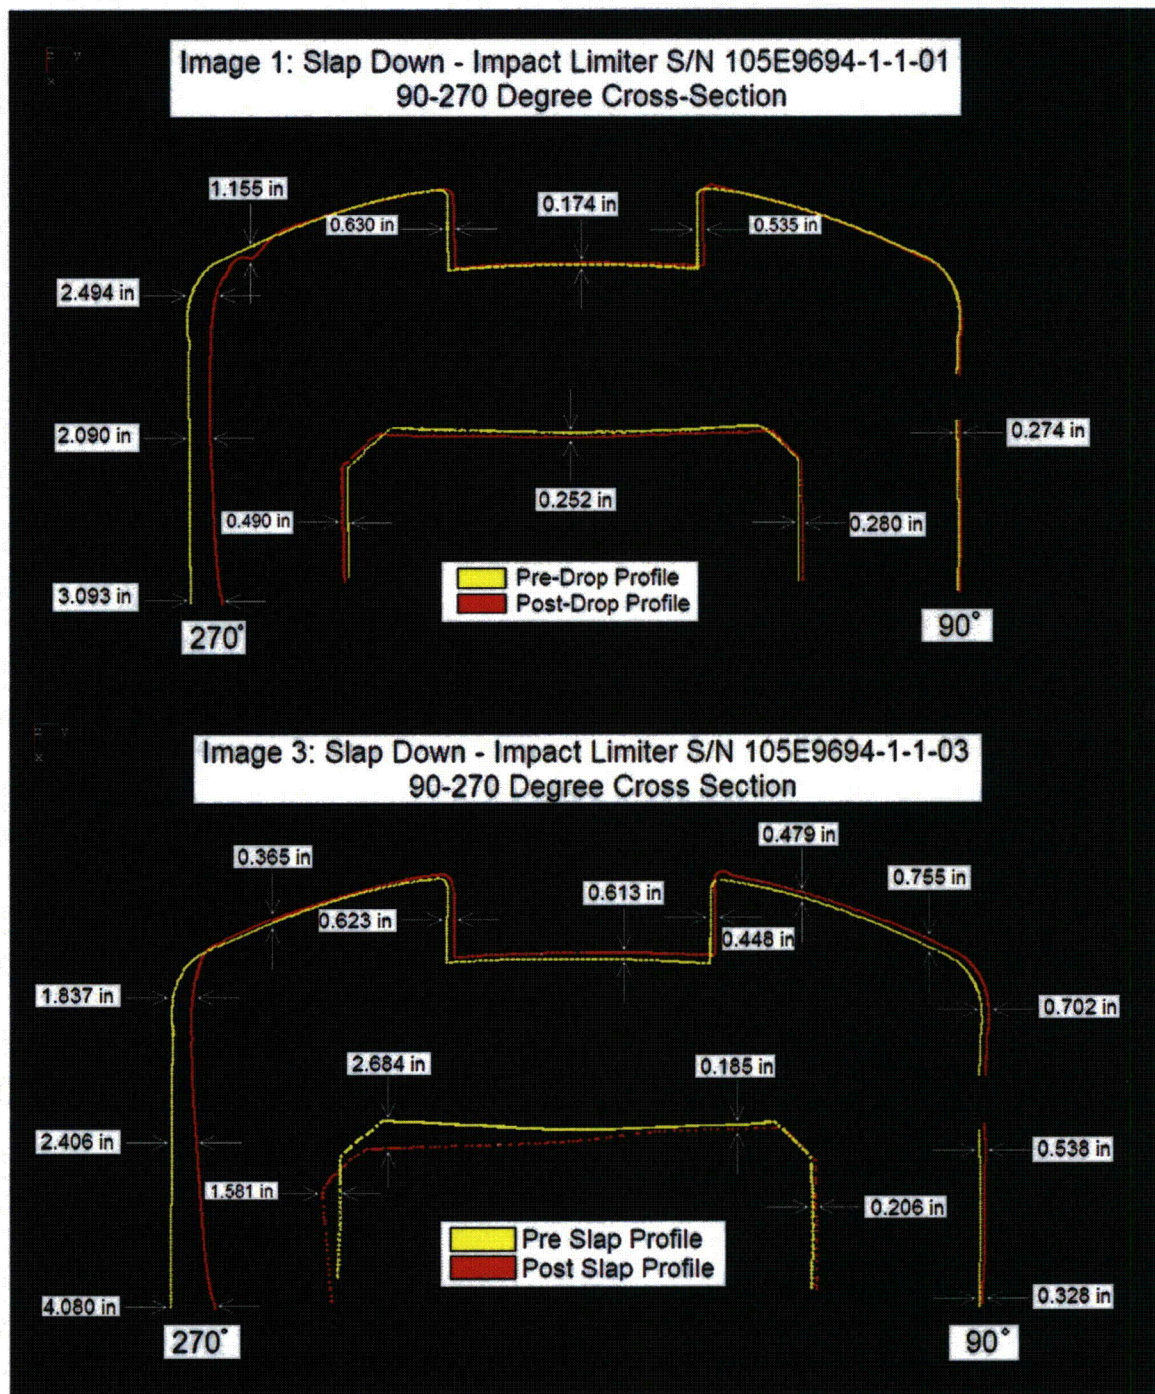 Image 1: Slap Down - Impact Limiter S/N 105E9694-1-1-01
90-270 Degree Cross-Section
1.155 in
0.630 in
0.174 in
0.535 in
2.494 in
2.090 in
0.274 in
0.490 in
0.252 in
0.280 in
Pre-Drop Profile
Post-Drop Profile
3.093 in
270°
90°
Image 3: Slap Down - Impact Limiter S/N 105E9694-1-1-03
90-270 Degree Cross Section
0.365 in
0.479 in
0.623 in
0.613 in
0.448 in
0.755 in
1.837 in
0.702 in
2.684 in
0.185 in
2.406 in
0.538 in
1.581 in
0.206 in
Pre Slap Profile
Post Slap Profile
4.080 in
0.328 in
270°
90°